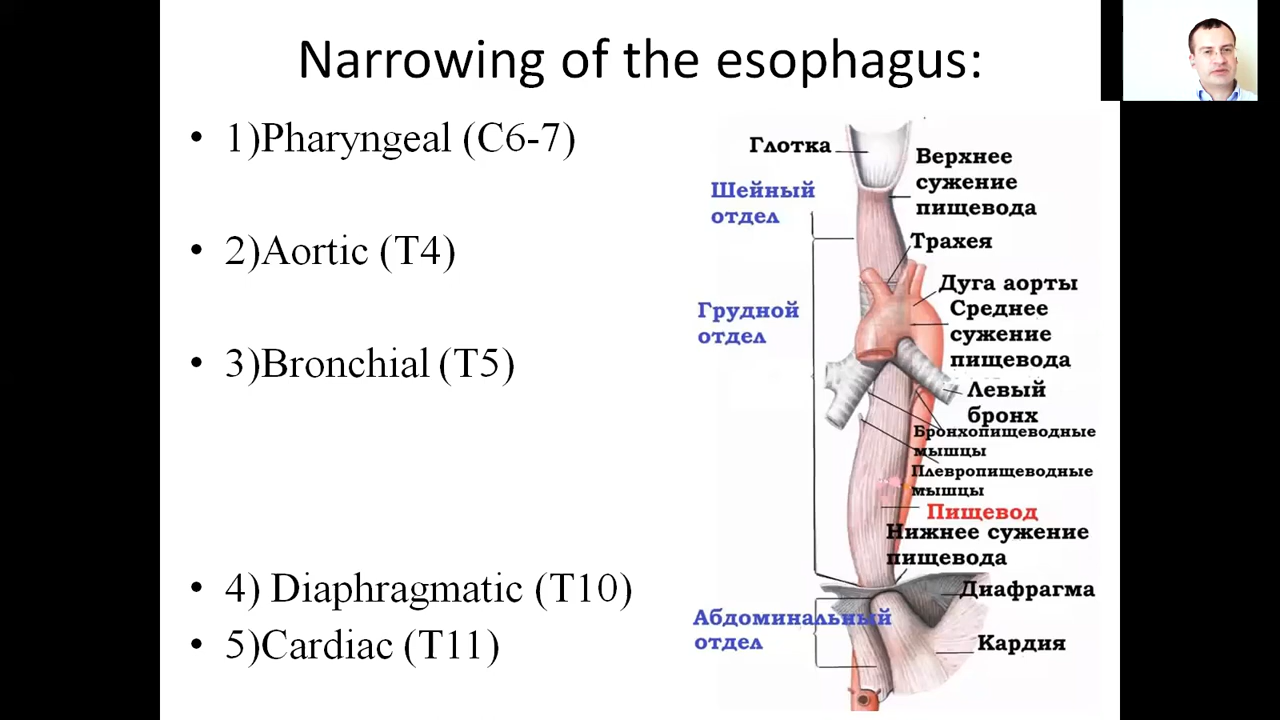 Narrowing of the esophagus:
• 1)Pharyngeal (C6-7)
• 2)Aortic (T4)
• 3)Bronchial (T5)
• 4) Diaphragmatic (T10)
• 5)Cardiac (T11)
Глотка
Верхнее
сужение
пищевода
Шейный
отдел
Трахея
Дуга аорты
Среднее
сужение
пищевода
Грудной
отдел
Левый
бронх
Бронхопищеводные
мышцы
Плевропищеводные
мышцы
Пищевод
Нижнее сужение
пищевода
Диафрагма
Абдоминальный
отдел
Кардия